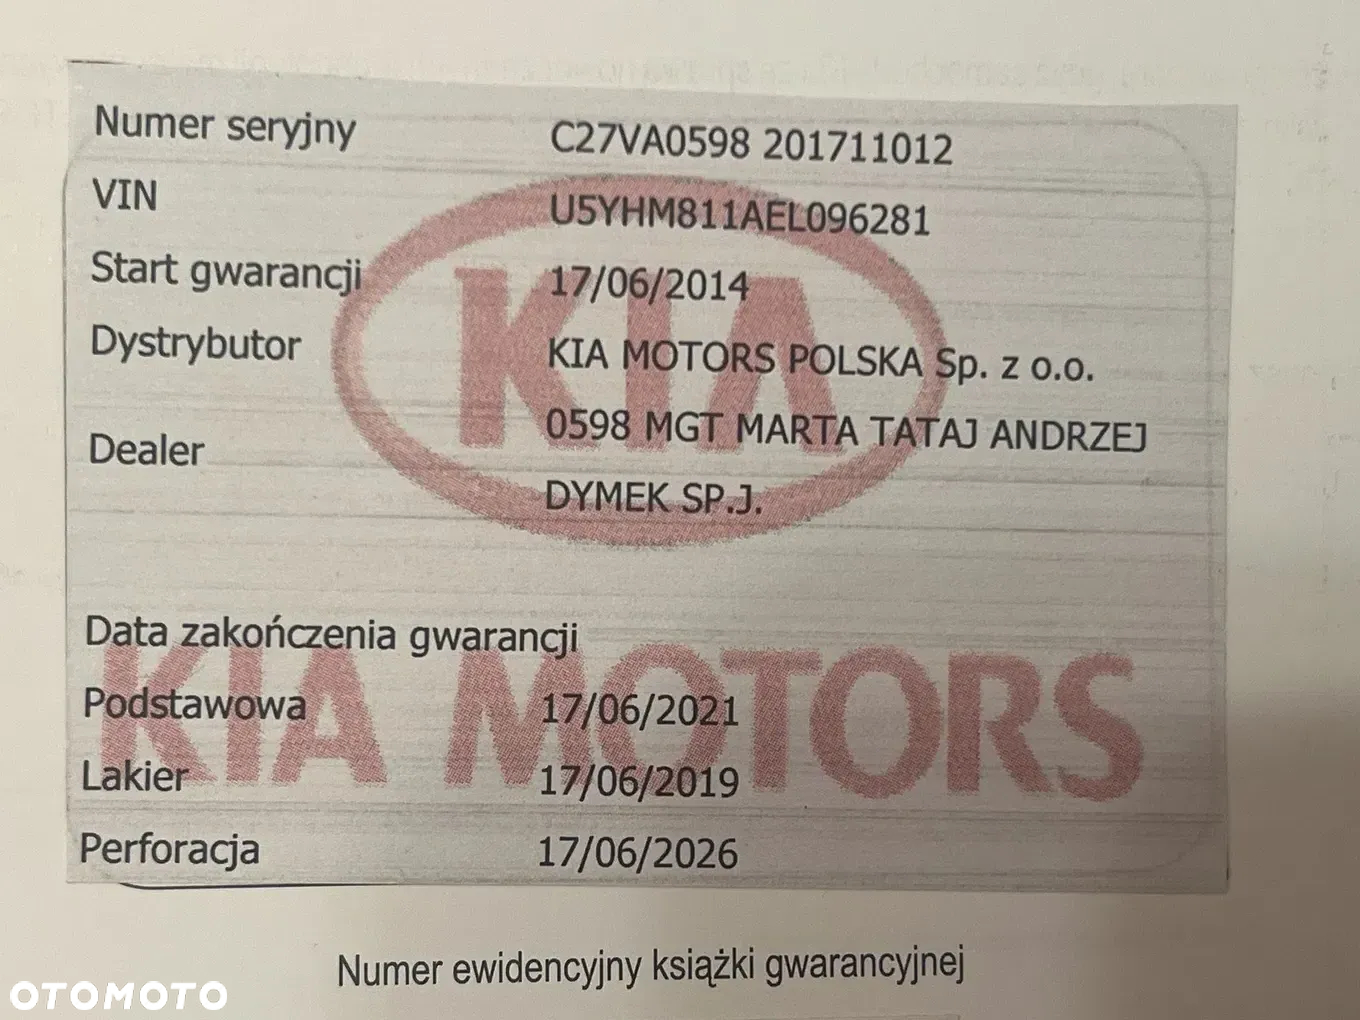 Numer seryjny C27VA0598 201711012
VIN U5YHM811AEL096281
Start gwarancji 17/06/2014
Dystrybutor KIA MOTORS POLSKA Sp. z o.o.
Dealer 0598 MGT MARTA TATAJ ANDRZEJ
DYMEK SP.J.
KIA
Data zakończenia gwarancji
KIA MOTORS
Podstawowa 17/06/2021
Lakier 17/06/2019
Perforacja 17/06/2026
Numer ewidencyjny książki gwarancyjnej
OTOMOTO